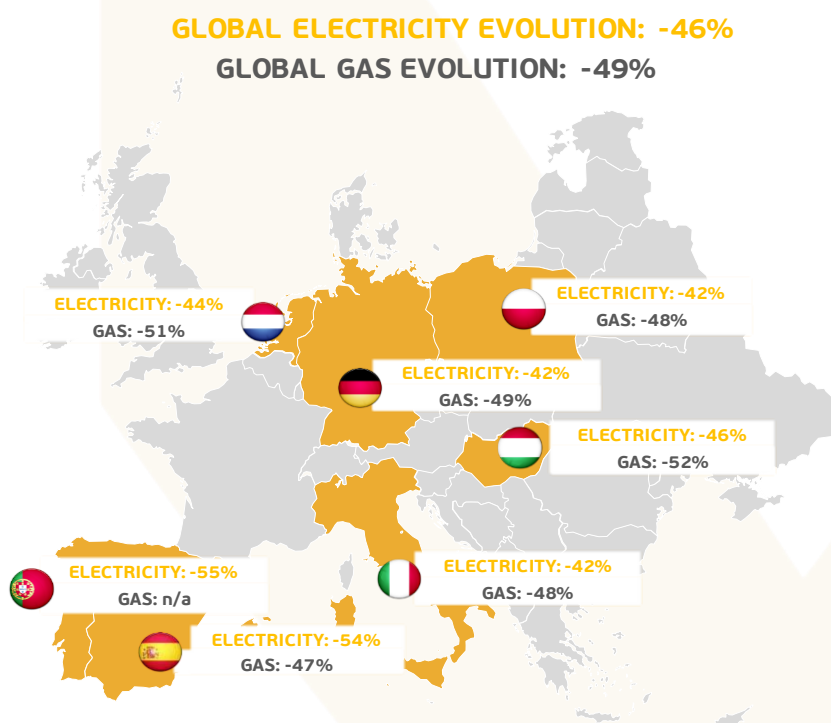 GLOBAL ELECTRICITY EVOLUTION: -46%
GLOBAL GAS EVOLUTION: -49%
ELECTRICITY: -44%
GAS: -51%
ELECTRICITY: -42%
GAS: -48%
ELECTRICITY: -42%
GAS: -49%
ELECTRICITY: -46%
GAS: -52%
ELECTRICITY: -55%
GAS: n/a
ELECTRICITY: -42%
GAS: -48%
ELECTRICITY: -54%
GAS: -47%